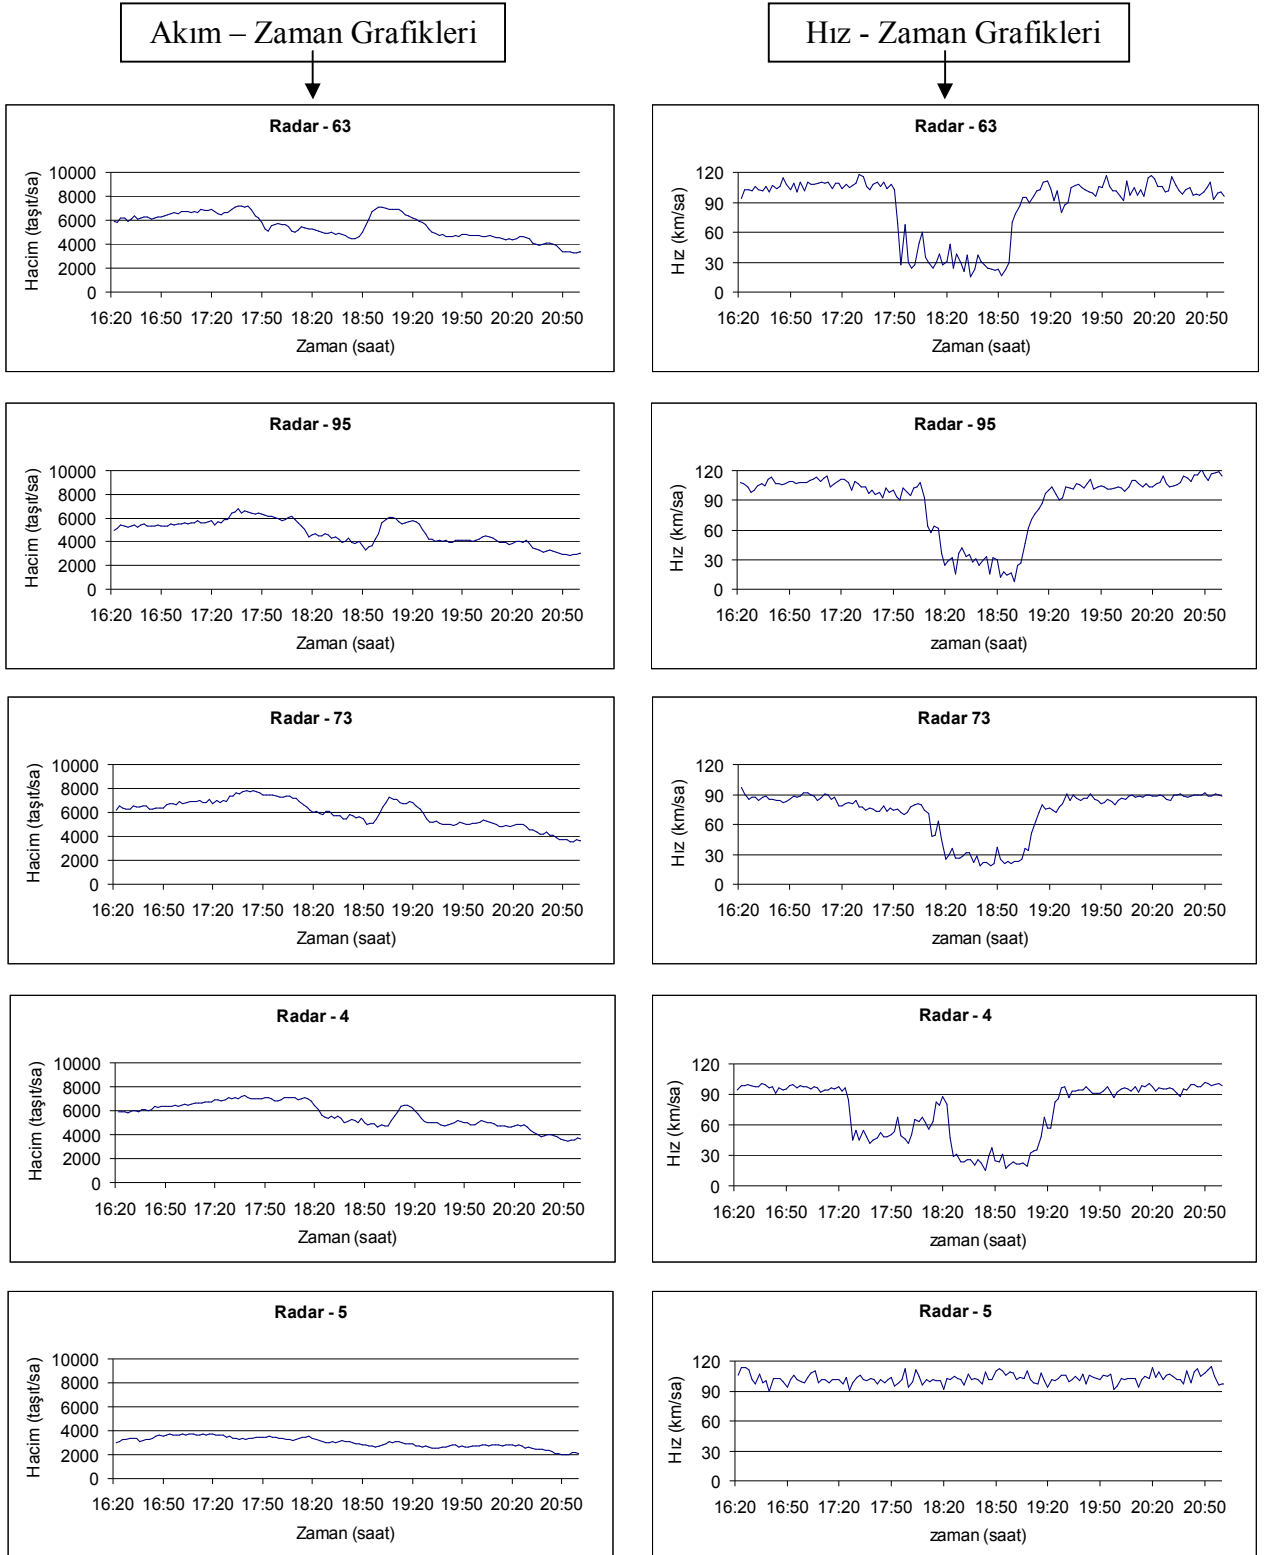 Akım – Zaman Grafikleri
Hız - Zaman Grafikleri
Radar - 63
Hacim (taşıt/sa)
10000
8000
6000
4000
2000
0
16:20 16:50 17:20 17:50 18:20 18:50 19:20 19:50 20:20 20:50
Zaman (saat)
Radar - 63
Hız (km/sa)
120
90
60
30
0
16:20 16:50 17:20 17:50 18:20 18:50 19:20 19:50 20:20 20:50
Zaman (saat)
Radar - 95
Hacim (taşıt/sa)
10000
8000
6000
4000
2000
0
16:20 16:50 17:20 17:50 18:20 18:50 19:20 19:50 20:20 20:50
Zaman (saat)
Radar - 95
Hız (km/sa)
120
90
60
30
0
16:20 16:50 17:20 17:50 18:20 18:50 19:20 19:50 20:20 20:50
zaman (saat)
Radar - 73
Hacim (taşıt/sa)
10000
8000
6000
4000
2000
0
16:20 16:50 17:20 17:50 18:20 18:50 19:20 19:50 20:20 20:50
Zaman (saat)
Radar 73
Hız (km/sa)
120
90
60
30
0
16:20 16:50 17:20 17:50 18:20 18:50 19:20 19:50 20:20 20:50
zaman (saat)
Radar - 4
Hacim (taşıt/sa)
10000
8000
6000
4000
2000
0
16:20 16:50 17:20 17:50 18:20 18:50 19:20 19:50 20:20 20:50
Zaman (saat)
Radar - 4
Hız (km/sa)
120
90
60
30
0
16:20 16:50 17:20 17:50 18:20 18:50 19:20 19:50 20:20 20:50
zaman (saat)
Radar - 5
Hacim (taşıt/sa)
10000
8000
6000
4000
2000
0
16:20 16:50 17:20 17:50 18:20 18:50 19:20 19:50 20:20 20:50
Zaman (saat)
Radar - 5
Hız (km/sa)
120
90
60
30
0
16:20 16:50 17:20 17:50 18:20 18:50 19:20 19:50 20:20 20:50
zaman (saat)